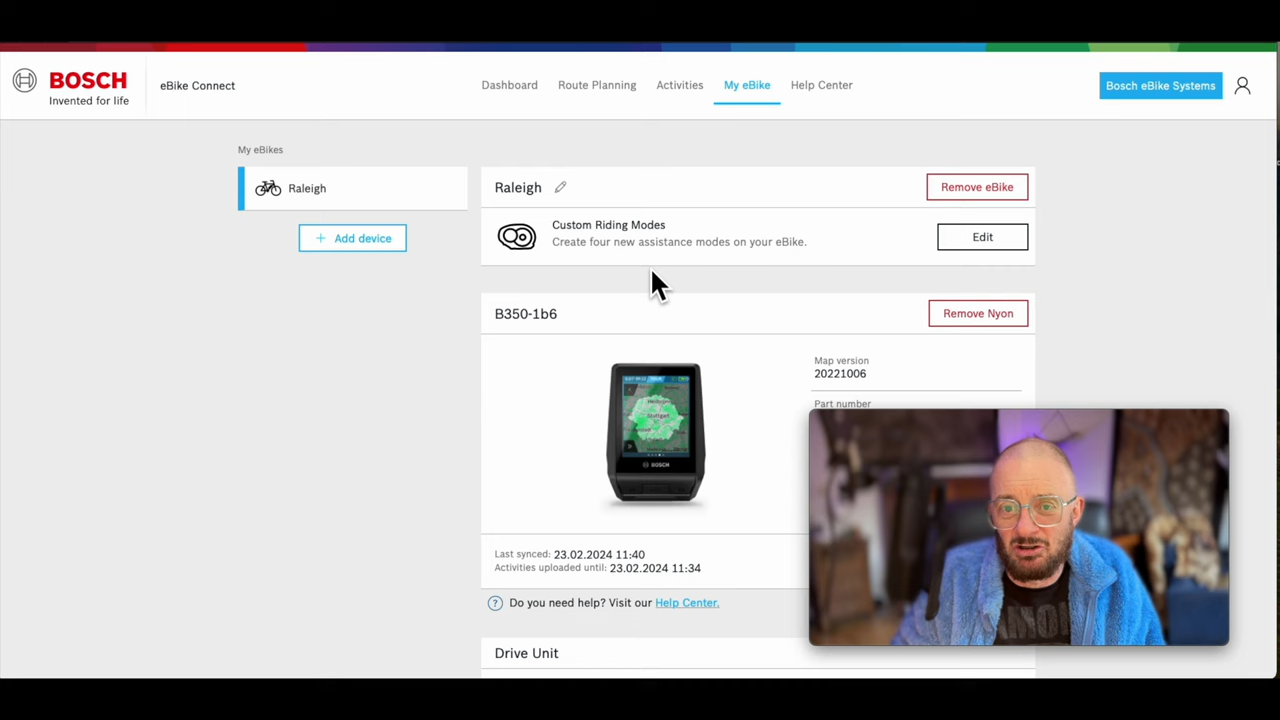 BOSCH
Invented for life
eBike Connect
Dashboard
Route Planning
Activities
My eBike
Help Center
Bosch eBike Systems
My eBikes
Raleigh
+ Add device
Raleigh
Remove eBike
Custom Riding Modes
Create four new assistance modes on your eBike.
Edit
B350-1b6
Remove Nyon
Map version
20221006
Part number
Stuttgart
BOSCH
Last synced: 23.02.2024 11:40
Activities uploaded until: 23.02.2024 11:34
? Do you need help? Visit our Help Center.
Drive Unit